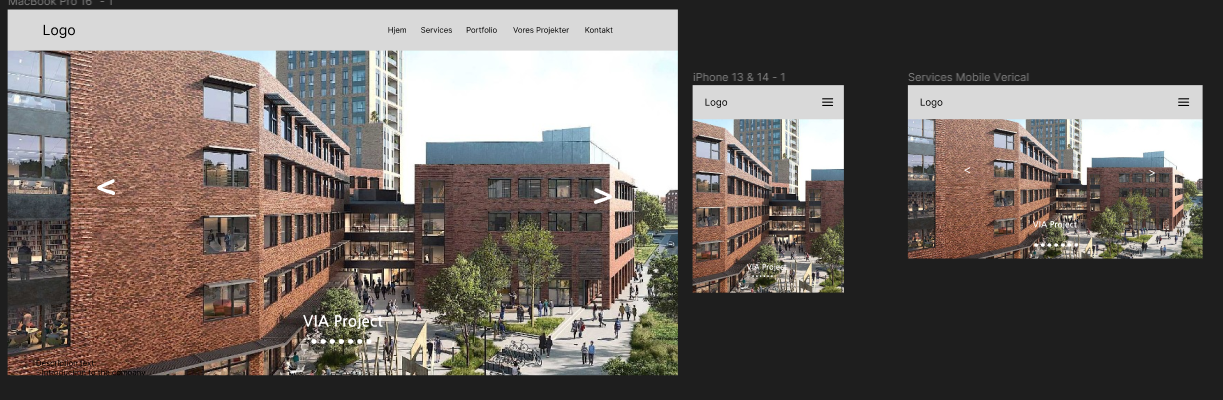 MacBook Pro 16" - 1
Logo
Hjem Services Portfolio Vores Projekter Kontakt
< >
VIA Project
iPhone 13 & 14 - 1
Logo
VIA Project
Services Mobile Verical
Logo
< >
VIA Project